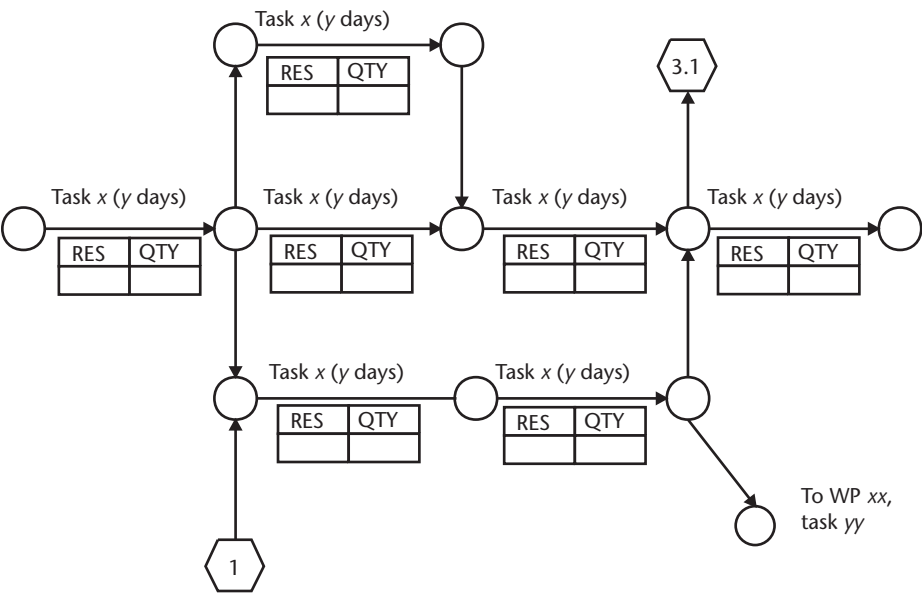 Task x (y days)
RES QTY
3.1
Task x (y days)
Task x (y days)
Task x (y days)
Task x (y days)
RES QTY
RES QTY
RES QTY
RES QTY
Task x (y days)
Task x (y days)
RES QTY
RES QTY
To WP xx,
task yy
1